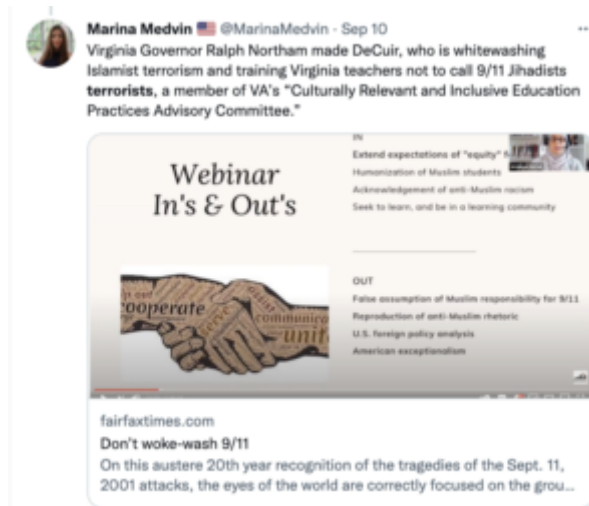 Marina Medvin 🇺🇸 @MarinaMedvin · Sep 10
Virginia Governor Ralph Northam made DeCuir, who is whitewashing
Islamist terrorism and training Virginia teachers not to call 9/11 Jihadists
terrorists, a member of VA's "Culturally Relevant and Inclusive Education
Practices Advisory Committee."
Webinar
In's & Out's
IN
Extend expectations of "equity"
Humanization of Muslim students
Acknowledgement of anti-Muslim racism
Seek to learn, and be in a learning community
OUT
False assumption of Muslim responsibility for 9/11
Reproduction of anti-Muslim rhetoric
U.S. foreign policy analysis
American exceptionalism
cooperate
serve
assist
communica
unit
fairfaxtimes.com
Don't woke-wash 9/11
On this austere 20th year recognition of the tragedies of the Sept. 11,
2001 attacks, the eyes of the world are correctly focused on the grou...